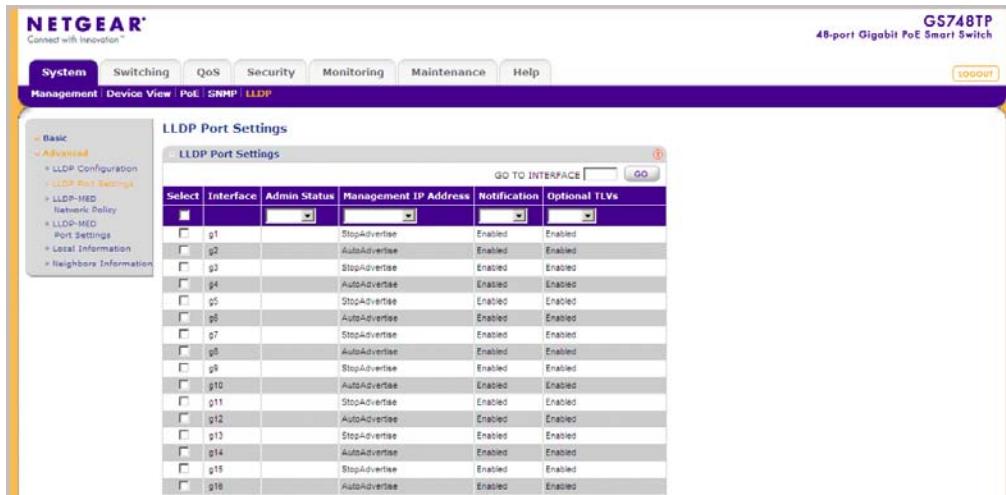 NETGEAR®
Connect with Innovation™
GS748TP
48-port Gigabit PoE Smart Switch
System Switching QoS Security Monitoring Maintenance Help
LOGOUT
Management Device View PoE SNMP LLDP
Basic
Advanced
LLDP Configuration
LLDP Port Settings
LLDP-MED
Network Policy
LLDP-MED
Port Settings
Local Information
Neighbors Information
LLDP Port Settings
LLDP Port Settings
GO TO INTERFACE GO
Select Interface Admin Status Management IP Address Notification Optional TLVs
g1 StopAdvertise Enabled Enabled
g2 AutoAdvertise Enabled Enabled
g3 StopAdvertise Enabled Enabled
g4 AutoAdvertise Enabled Enabled
g5 StopAdvertise Enabled Enabled
g6 AutoAdvertise Enabled Enabled
g7 StopAdvertise Enabled Enabled
g8 AutoAdvertise Enabled Enabled
g9 StopAdvertise Enabled Enabled
g10 AutoAdvertise Enabled Enabled
g11 StopAdvertise Enabled Enabled
g12 AutoAdvertise Enabled Enabled
g13 StopAdvertise Enabled Enabled
g14 AutoAdvertise Enabled Enabled
g15 StopAdvertise Enabled Enabled
g16 AutoAdvertise Enabled Enabled